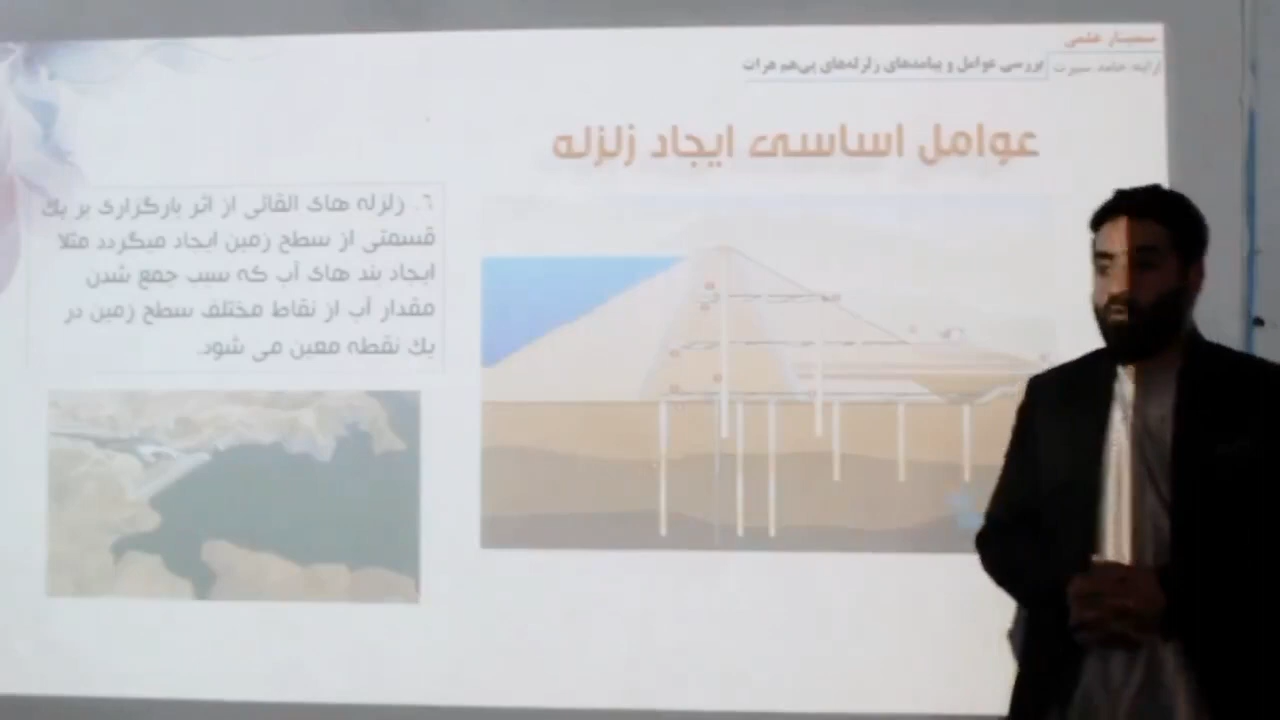 سمینار علمی
ارایه حامد سیرت
بررسی عوامل و پیامدهای زلزله‌های پی‌هم هرات
عوامل اساسی ایجاد زلزله
۶. زلزله های القائی از اثر بارگزاری بر یک
قسمتی از سطح زمین ایجاد میگردد مثلا
ایجاد بند های آب که سبب جمع شدن
مقدار آب از نقاط مختلف سطح زمین در
یک نقطه معین می شود.